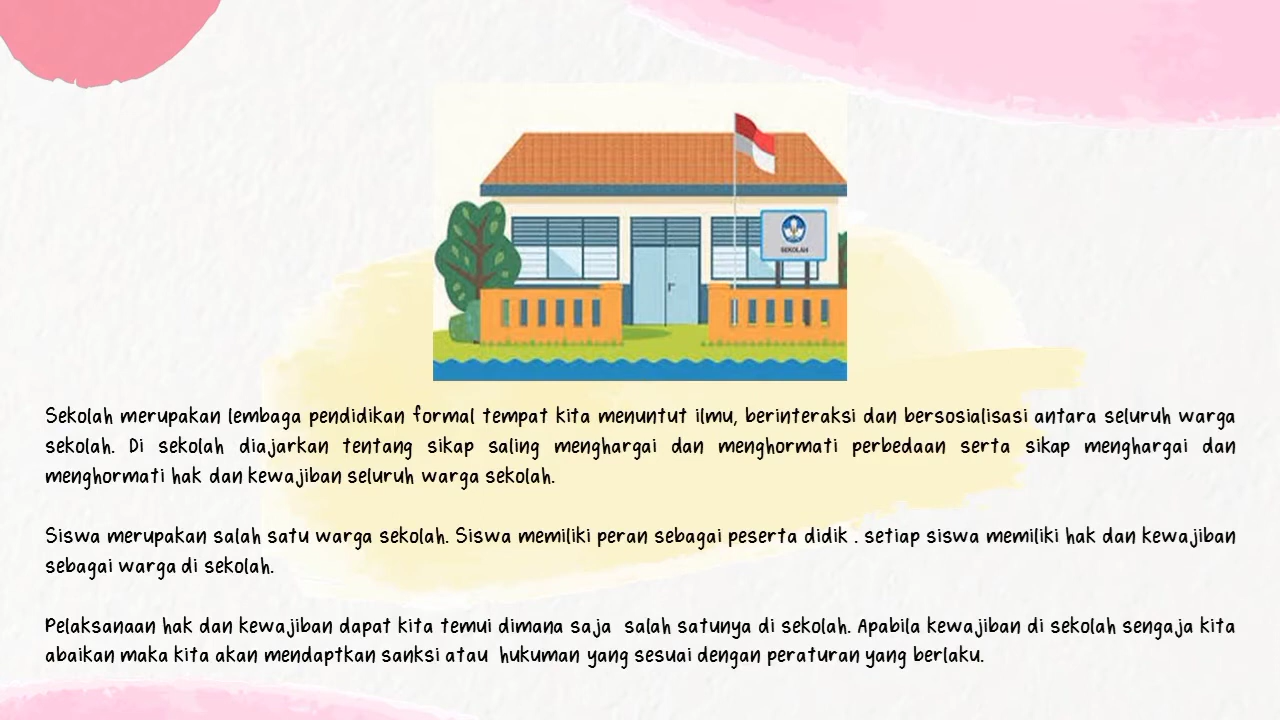 SEKOLAH
Sekolah merupakan lembaga pendidikan formal tempat kita menuntut ilmu, berinteraksi dan bersosialisasi antara seluruh warga
sekolah. Di sekolah diajarkan tentang sikap saling menghargai dan menghormati perbedaan serta sikap menghargai dan
menghormati hak dan kewajiban seluruh warga sekolah.
Siswa merupakan salah satu warga sekolah. Siswa memiliki peran sebagai peserta didik . setiap siswa memiliki hak dan kewajiban
sebagai warga di sekolah.
Pelaksanaan hak dan kewajiban dapat kita temui dimana saja  salah satunya di sekolah. Apabila kewajiban di sekolah sengaja kita
abaikan maka kita akan mendaptkan sanksi atau  hukuman yang sesuai dengan peraturan yang berlaku.